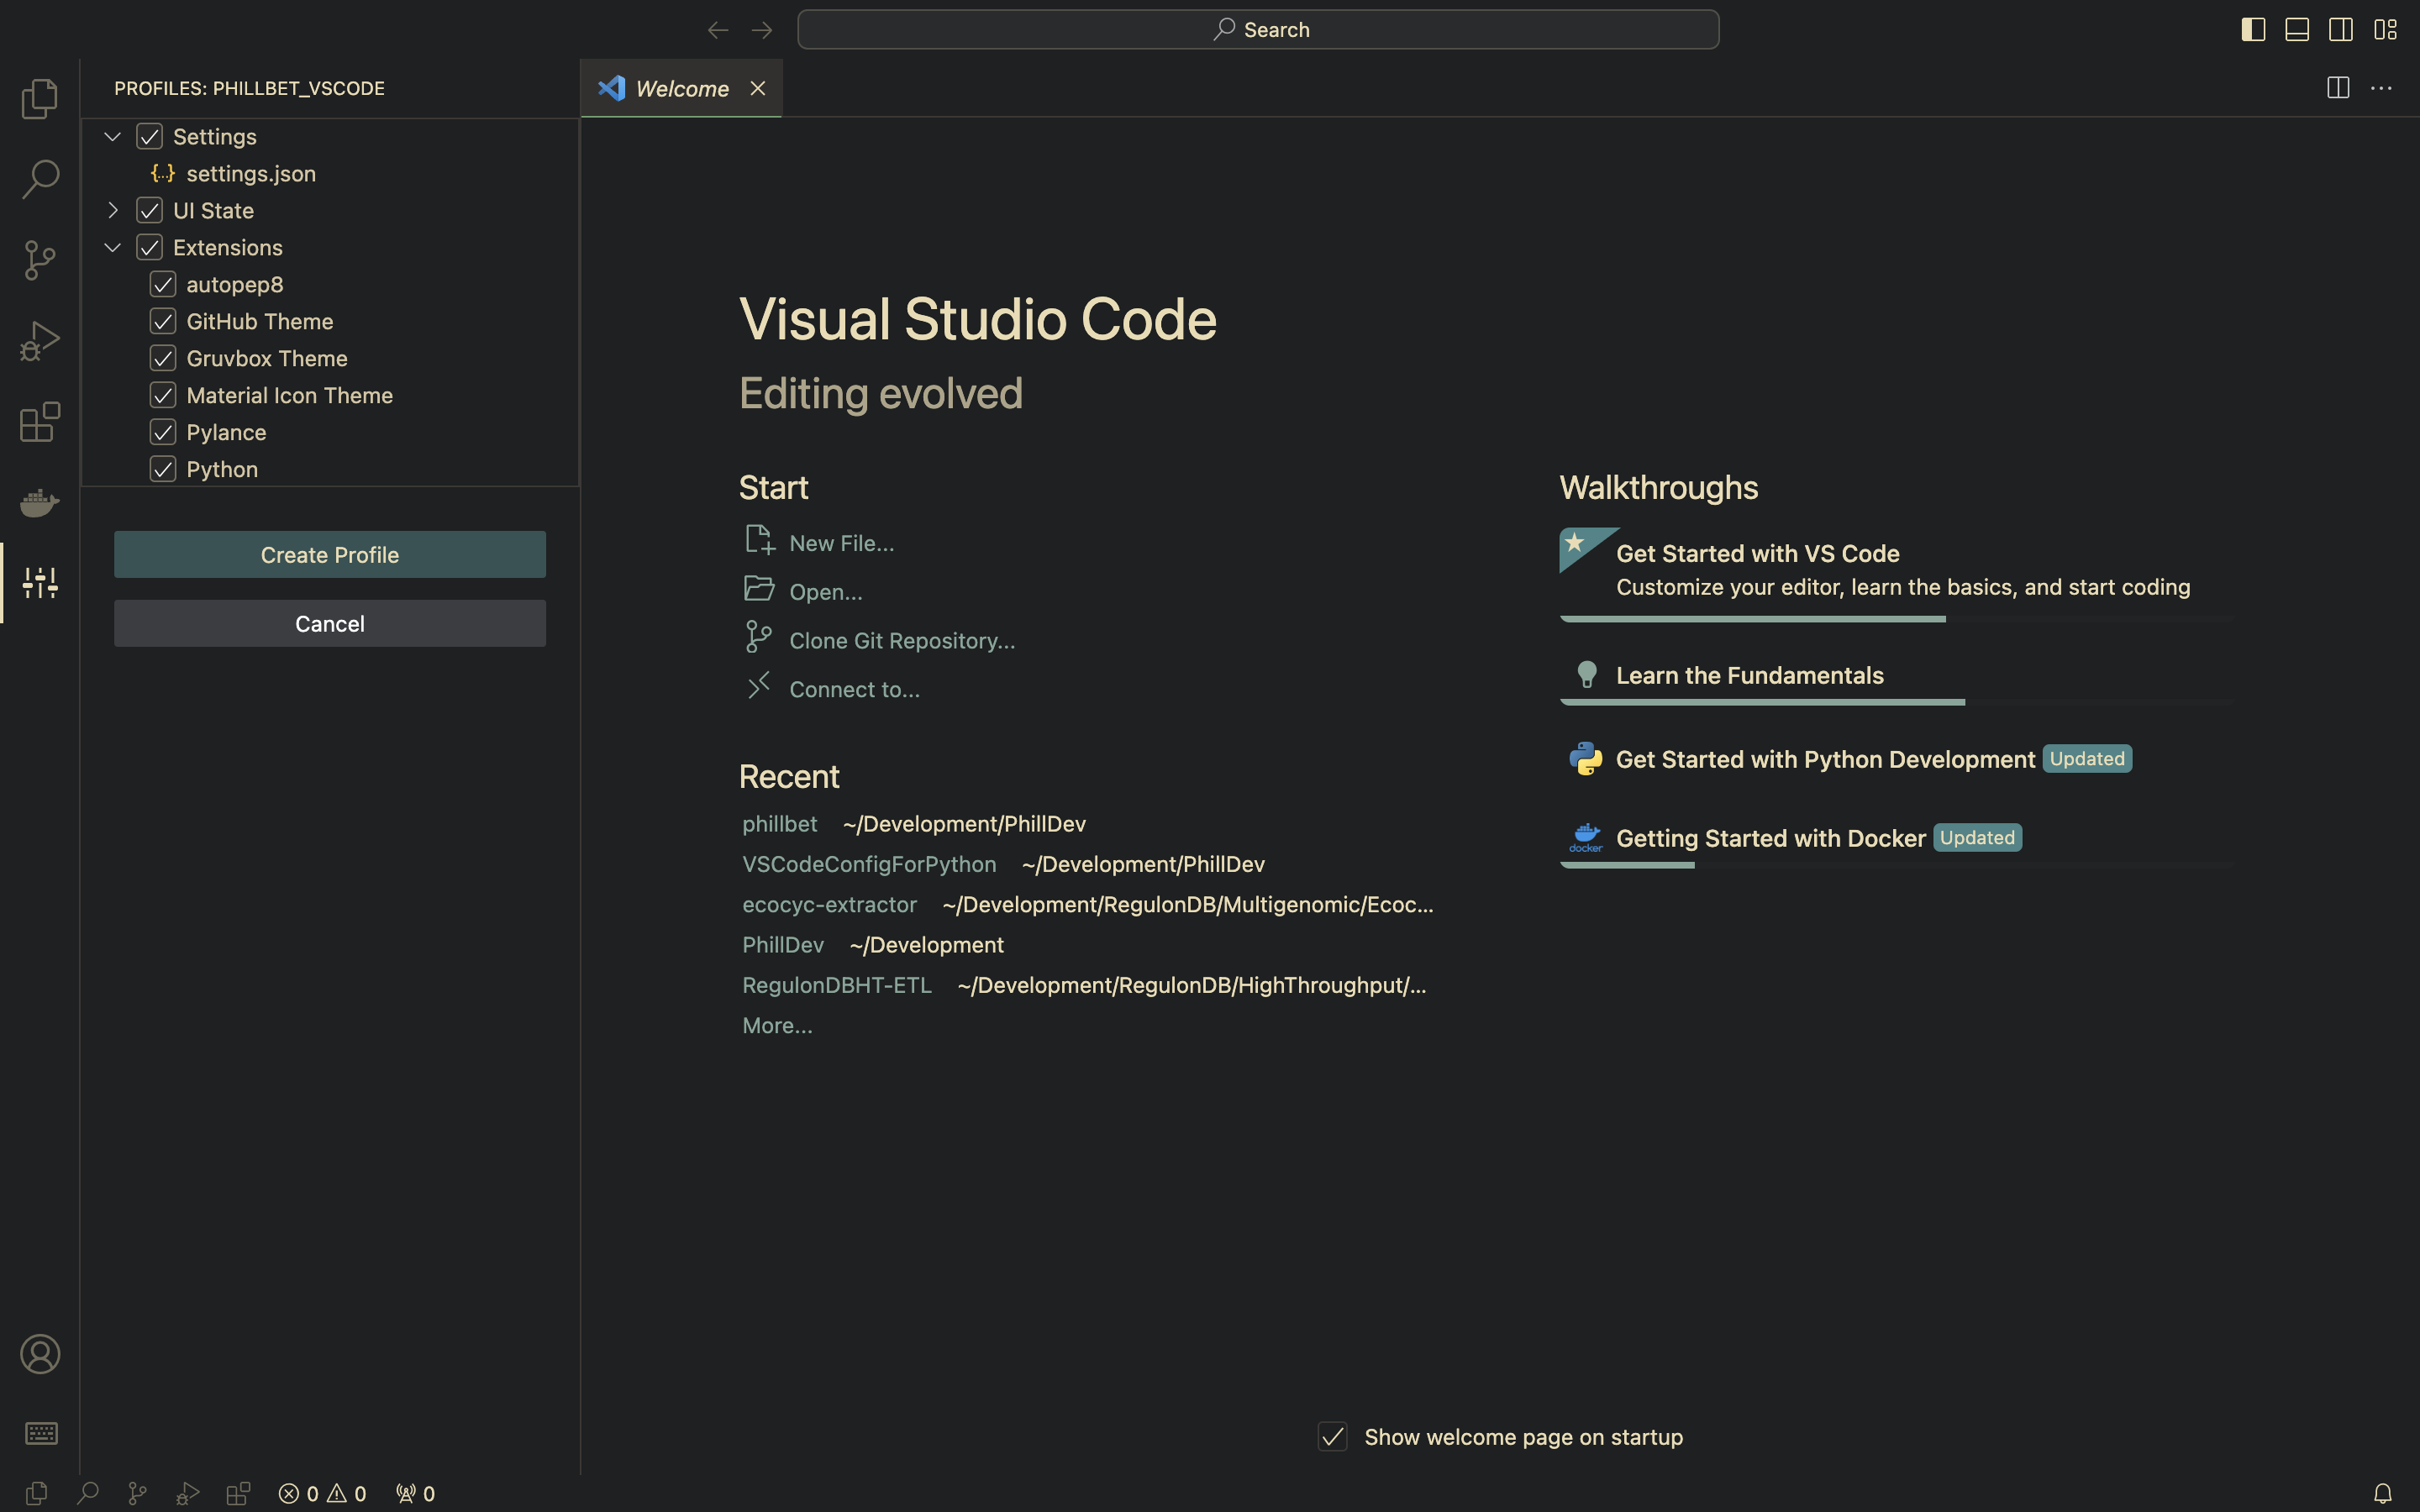 Search
PROFILES: PHILLBET_VSCODE
Settings
{...} settings.json
UI State
Extensions
autopep8
GitHub Theme
Gruvbox Theme
Material Icon Theme
Pylance
Python
Create Profile
Cancel
Welcome
Visual Studio Code
Editing evolved
Start
New File...
Open...
Clone Git Repository...
Connect to...
Recent
phillbet ~/Development/PhillDev
VSCodeConfigForPython ~/Development/PhillDev
ecocyc-extractor ~/Development/RegulonDB/Multigenomic/Ecoc...
PhillDev ~/Development
RegulonDBHT-ETL ~/Development/RegulonDB/HighThroughput/...
More...
Walkthroughs
Get Started with VS Code
Customize your editor, learn the basics, and start coding
Learn the Fundamentals
Get Started with Python Development Updated
docker
Getting Started with Docker Updated
Show welcome page on startup
0 0 0